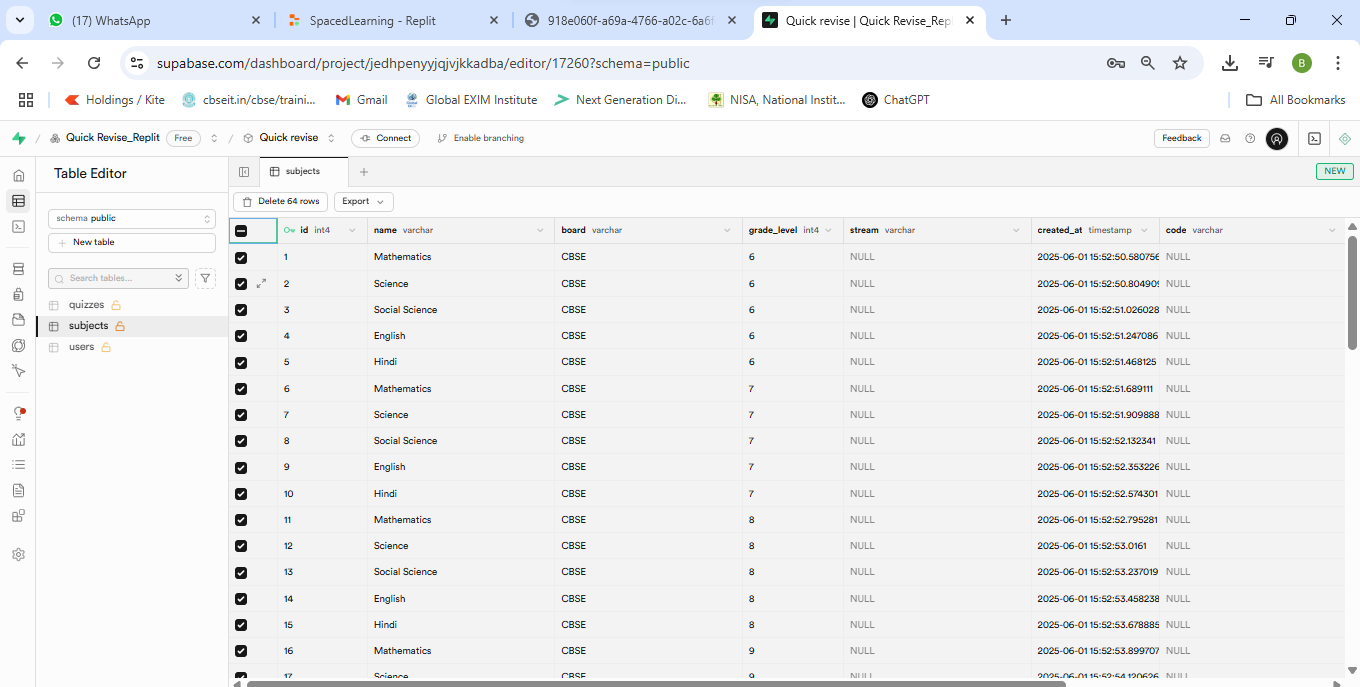 (17) WhatsApp
SpacedLearning - Replit
918e060f-a69a-4766-a02c-6a6f
Quick revise | Quick Revise_Repl
supabase.com/dashboard/project/jedhpenyyjqjvjkkadba/editor/17260?schema=public
B
Holdings / Kite
cbseit.in/cbse/traini...
Gmail
Global EXIM Institute
Next Generation Di...
NISA, National Instit...
ChatGPT
All Bookmarks
/ Quick Revise_Replit Free / Quick revise Connect Enable branching Feedback
Table Editor
subjects
NEW
schema public
Delete 64 rows Export
New table
Search tables...
quizzes
subjects
users
id int4 name varchar board varchar grade_level int4 stream varchar created_at timestamp code varchar
1 Mathematics CBSE 6 NULL 2025-06-01 15:52:50.580756 NULL
2 Science CBSE 6 NULL 2025-06-01 15:52:50.804909 NULL
3 Social Science CBSE 6 NULL 2025-06-01 15:52:51.026028 NULL
4 English CBSE 6 NULL 2025-06-01 15:52:51.247086 NULL
5 Hindi CBSE 6 NULL 2025-06-01 15:52:51.468125 NULL
6 Mathematics CBSE 7 NULL 2025-06-01 15:52:51.689111 NULL
7 Science CBSE 7 NULL 2025-06-01 15:52:51.909888 NULL
8 Social Science CBSE 7 NULL 2025-06-01 15:52:52.132341 NULL
9 English CBSE 7 NULL 2025-06-01 15:52:52.353226 NULL
10 Hindi CBSE 7 NULL 2025-06-01 15:52:52.574301 NULL
11 Mathematics CBSE 8 NULL 2025-06-01 15:52:52.795281 NULL
12 Science CBSE 8 NULL 2025-06-01 15:52:53.0161 NULL
13 Social Science CBSE 8 NULL 2025-06-01 15:52:53.237019 NULL
14 English CBSE 8 NULL 2025-06-01 15:52:53.458238 NULL
15 Hindi CBSE 8 NULL 2025-06-01 15:52:53.678885 NULL
16 Mathematics CBSE 9 NULL 2025-06-01 15:52:53.899707 NULL
17 Science CBSE 9 NULL 2025-06-01 15:52:54.120626 NULL